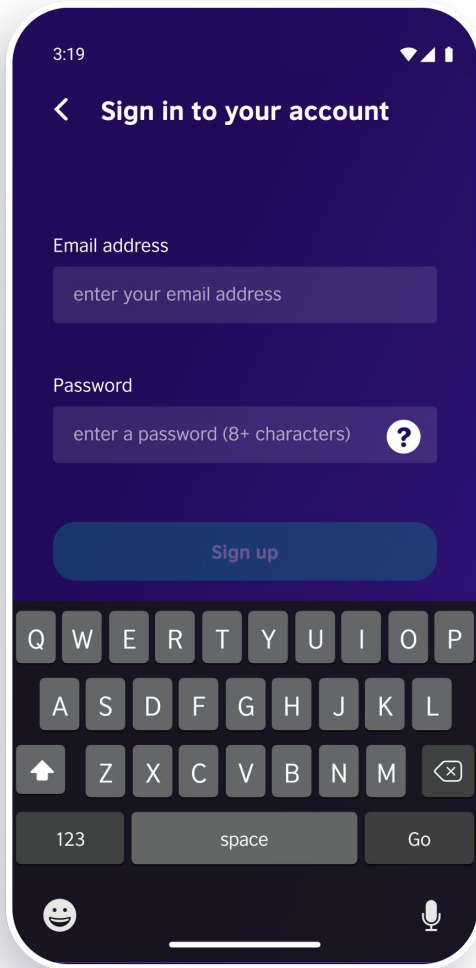 3:19
Sign in to your account
Email address
enter your email address
Password
enter a password (8+ characters)
?
Sign up
Q W E R T Y U I O P
A S D F G H J K L
Z X C V B N M
123 space Go